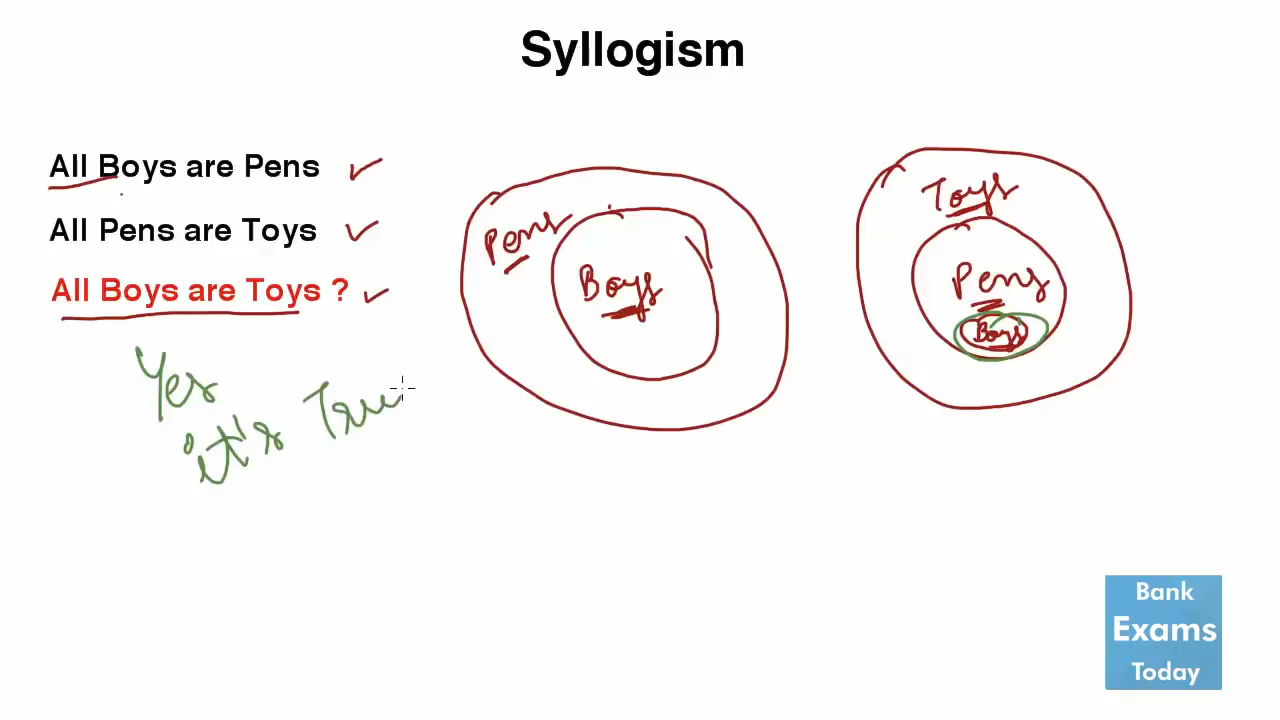 Syllogism
All Boys are Pens
All Pens are Toys
All Boys are Toys ?
Yes
it's True
Pens
Boys
Toys
Pens
Boys
Bank
Exams
Today